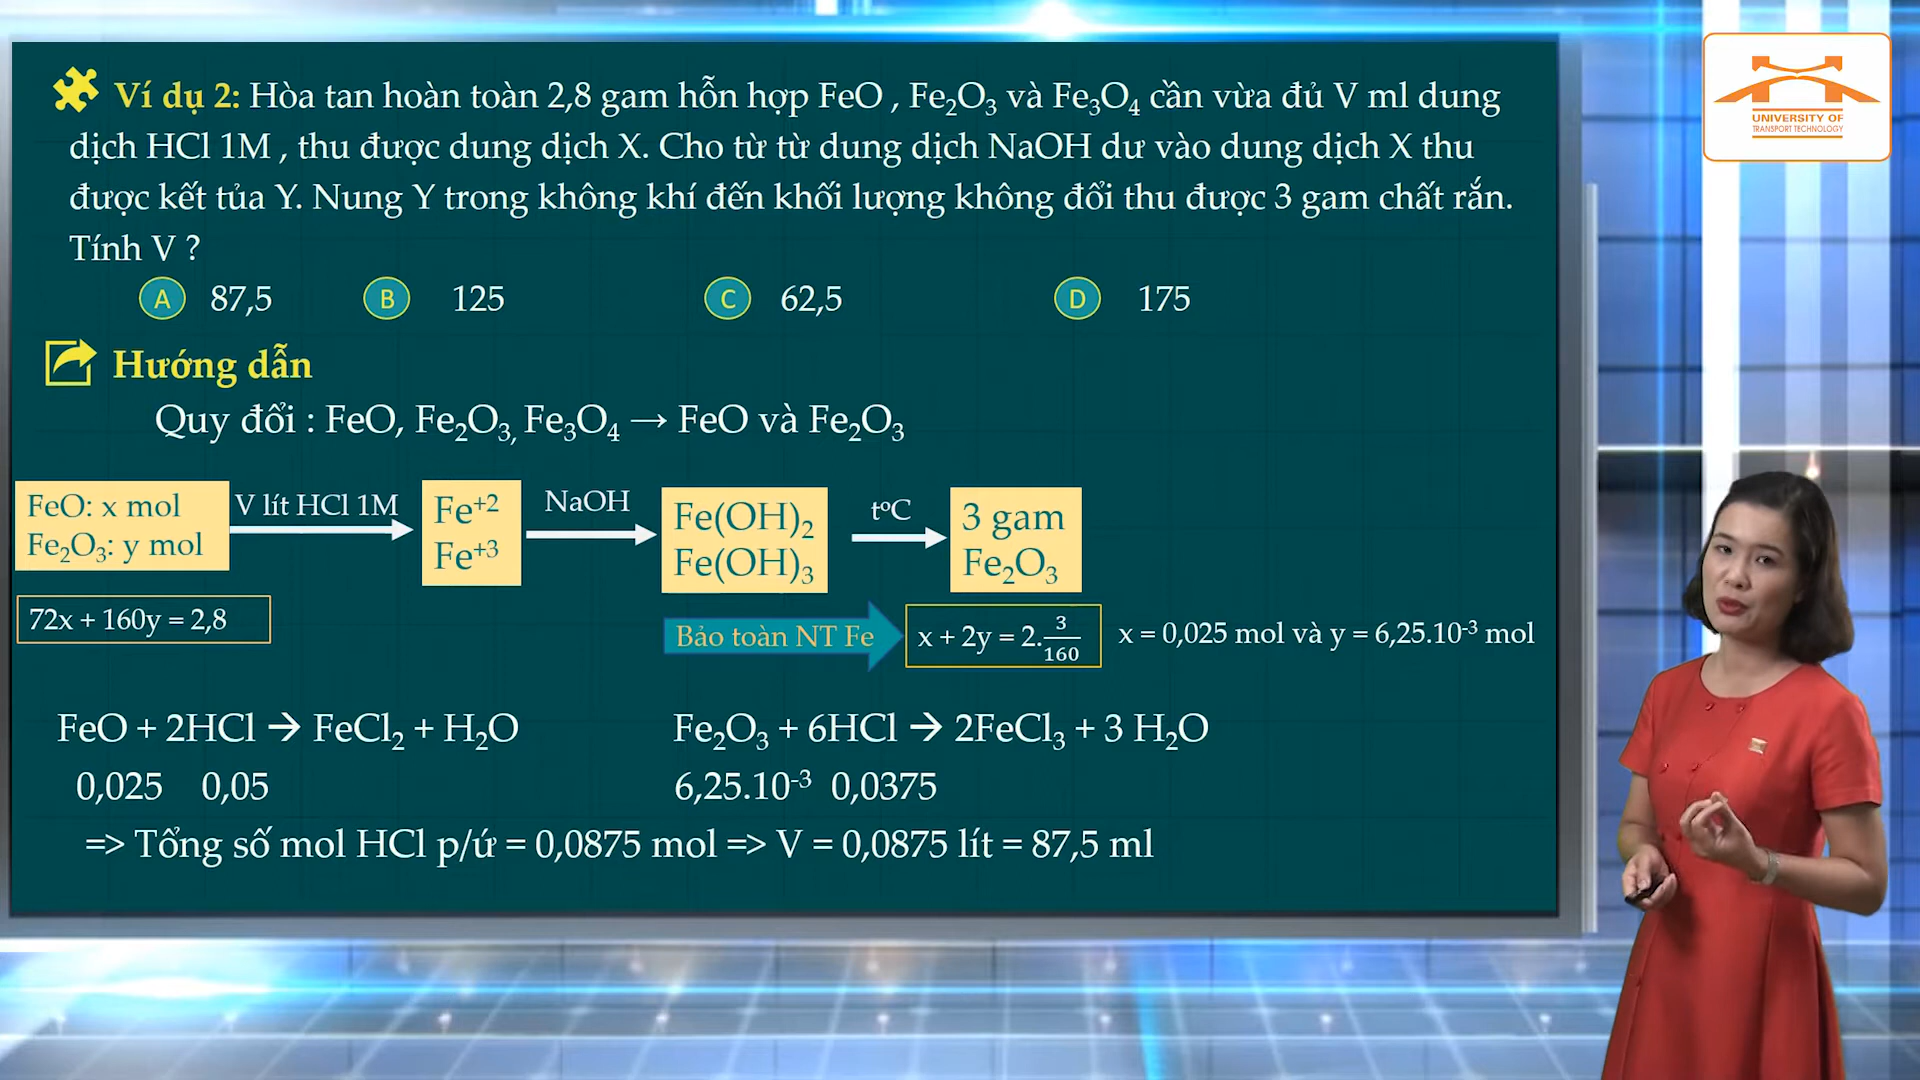 Ví dụ 2: Hòa tan hoàn toàn 2,8 gam hỗn hợp FeO , Fe₂O₃ và Fe₃O₄ cần vừa đủ V ml dung
dịch HCl 1M , thu được dung dịch X. Cho từ từ dung dịch NaOH dư vào dung dịch X thu
được kết tủa Y. Nung Y trong không khí đến khối lượng không đổi thu được 3 gam chất rắn.
Tính V ?
A 87,5 B 125 C 62,5 D 175
Hướng dẫn
Quy đổi : FeO, Fe₂O₃, Fe₃O₄ → FeO và Fe₂O₃
FeO: x mol
Fe₂O₃: y mol
V lít HCl 1M
Fe⁺²
Fe⁺³
NaOH
Fe(OH)₂
Fe(OH)₃
tºC
3 gam
Fe₂O₃
72x + 160y = 2,8
Bảo toàn NT Fe
x + 2y = 2.3/160
x = 0,025 mol và y = 6,25.10⁻³ mol
FeO + 2HCl → FeCl₂ + H₂O
0,025 0,05
Fe₂O₃ + 6HCl → 2FeCl₃ + 3 H₂O
6,25.10⁻³ 0,0375
=> Tổng số mol HCl p/ứ = 0,0875 mol => V = 0,0875 lít = 87,5 ml
UNIVERSITY OF
TRANSPORT TECHNOLOGY